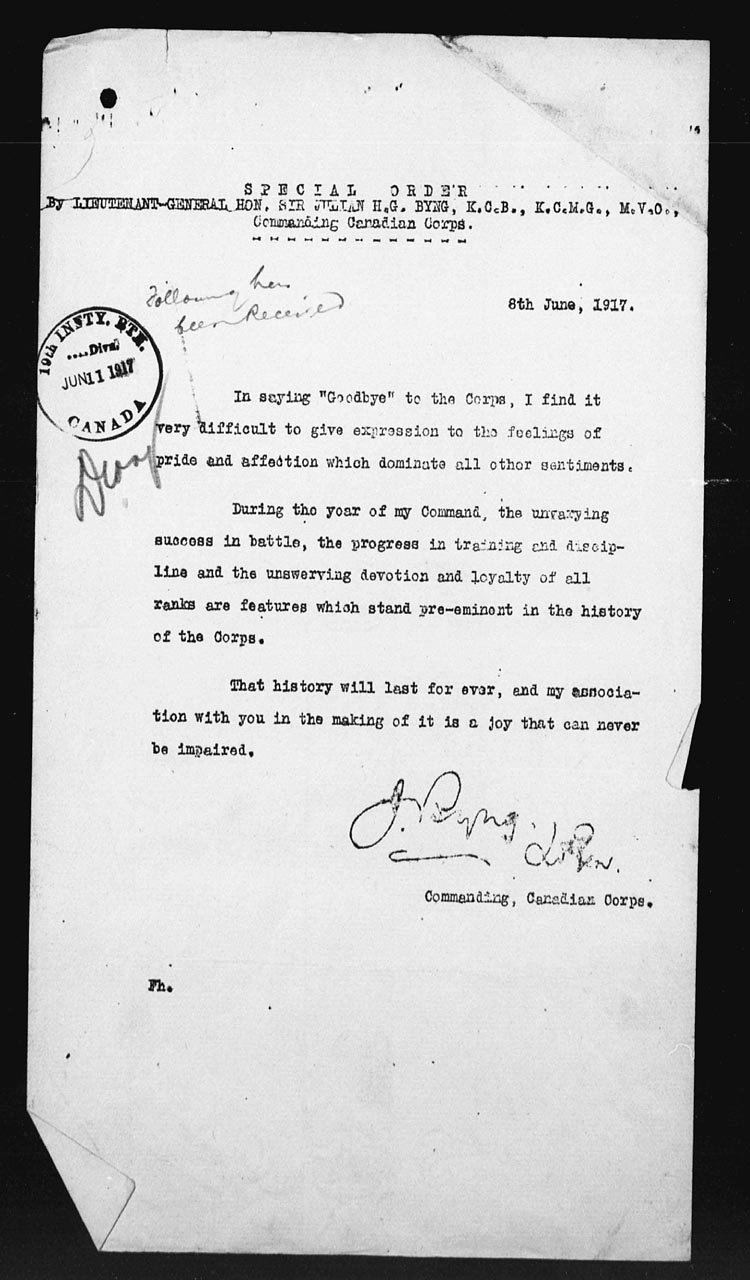 SPECIAL ORDER
By LIEUTENANT-GENERAL HON. SIR JULIAN H.G. BYNG, K.C.B., K.C.M.G., M.V.O.,
Commanding Canadian Corps.
Following has
been Received
8th June, 1917.
19th INFTY. BTN.
....Div.
JUN 11 1917
CANADA
In saying "Goodbye" to the Corps, I find it
very difficult to give expression to the feelings of
pride and affection which dominate all other sentiments.
During the year of my Command, the unvarying
success in battle, the progress in training and discip-
line and the unswerving devotion and loyalty of all
ranks are features which stand pre-eminent in the history
of the Corps.
That history will last for ever, and my associa-
tion with you in the making of it is a joy that can never
be impaired.
J. Byng.
Lt Gen.
Commanding, Canadian Corps.
Fh.